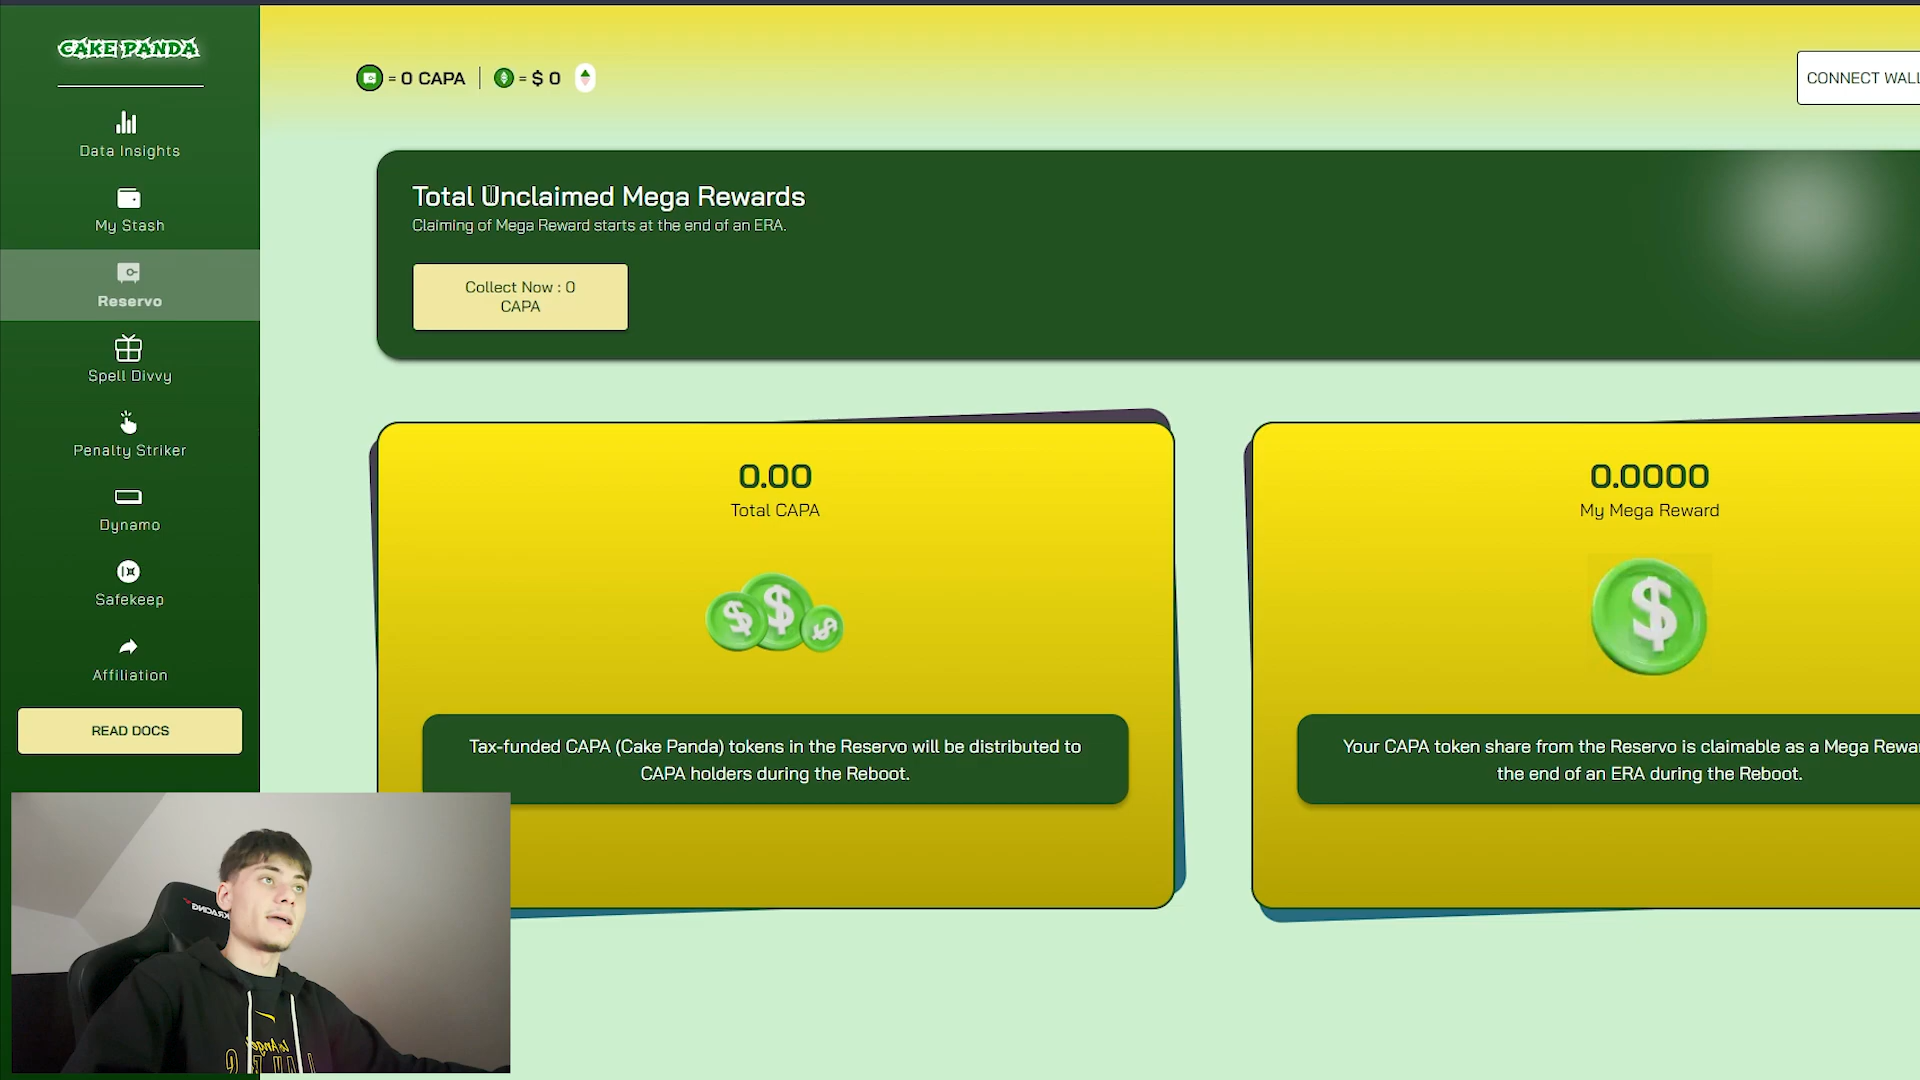 CAKE PANDA
Data Insights
My Stash
Reservo
Spell Divvy
Penalty Striker
Dynamo
Safekeep
Affiliation
READ DOCS
= 0 CAPA
= $ 0
CONNECT WALL
Total Unclaimed Mega Rewards
Claiming of Mega Reward starts at the end of an ERA.
Collect Now : 0
CAPA
0.00
Total CAPA
$ $ $
Tax-funded CAPA (Cake Panda) tokens in the Reservo will be distributed to
CAPA holders during the Reboot.
0.0000
My Mega Reward
$
Your CAPA token share from the Reservo is claimable as a Mega Rewa
the end of an ERA during the Reboot.